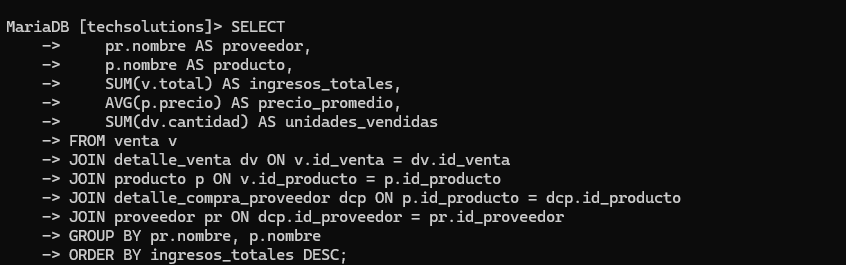 MariaDB [techsolutions]> SELECT
    ->     pr.nombre AS proveedor,
    ->     p.nombre AS producto,
    ->     SUM(v.total) AS ingresos_totales,
    ->     AVG(p.precio) AS precio_promedio,
    ->     SUM(dv.cantidad) AS unidades_vendidas
    -> FROM venta v
    -> JOIN detalle_venta dv ON v.id_venta = dv.id_venta
    -> JOIN producto p ON v.id_producto = p.id_producto
    -> JOIN detalle_compra_proveedor dcp ON p.id_producto = dcp.id_producto
    -> JOIN proveedor pr ON dcp.id_proveedor = pr.id_proveedor
    -> GROUP BY pr.nombre, p.nombre
    -> ORDER BY ingresos_totales DESC;